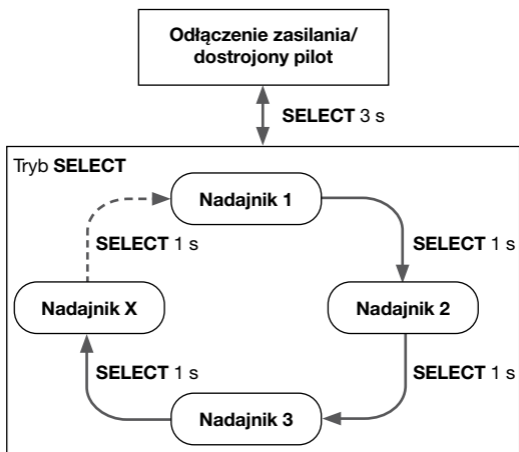 Odłączenie zasilania/
dostrojony pilot
SELECT 3 s
Tryb SELECT
Nadajnik 1
SELECT 1 s
SELECT 1 s
Nadajnik X
Nadajnik 2
SELECT 1 s
SELECT 1 s
Nadajnik 3